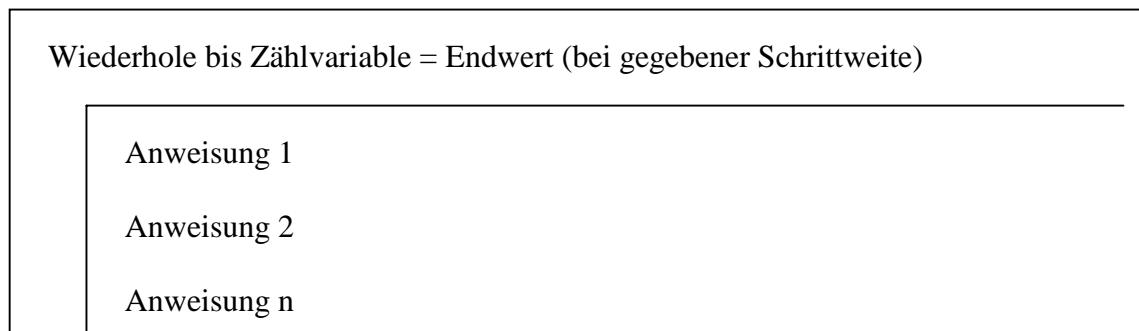 Wiederhole bis Zählvariable = Endwert (bei gegebener Schrittweite)
Anweisung 1
Anweisung 2
Anweisung n